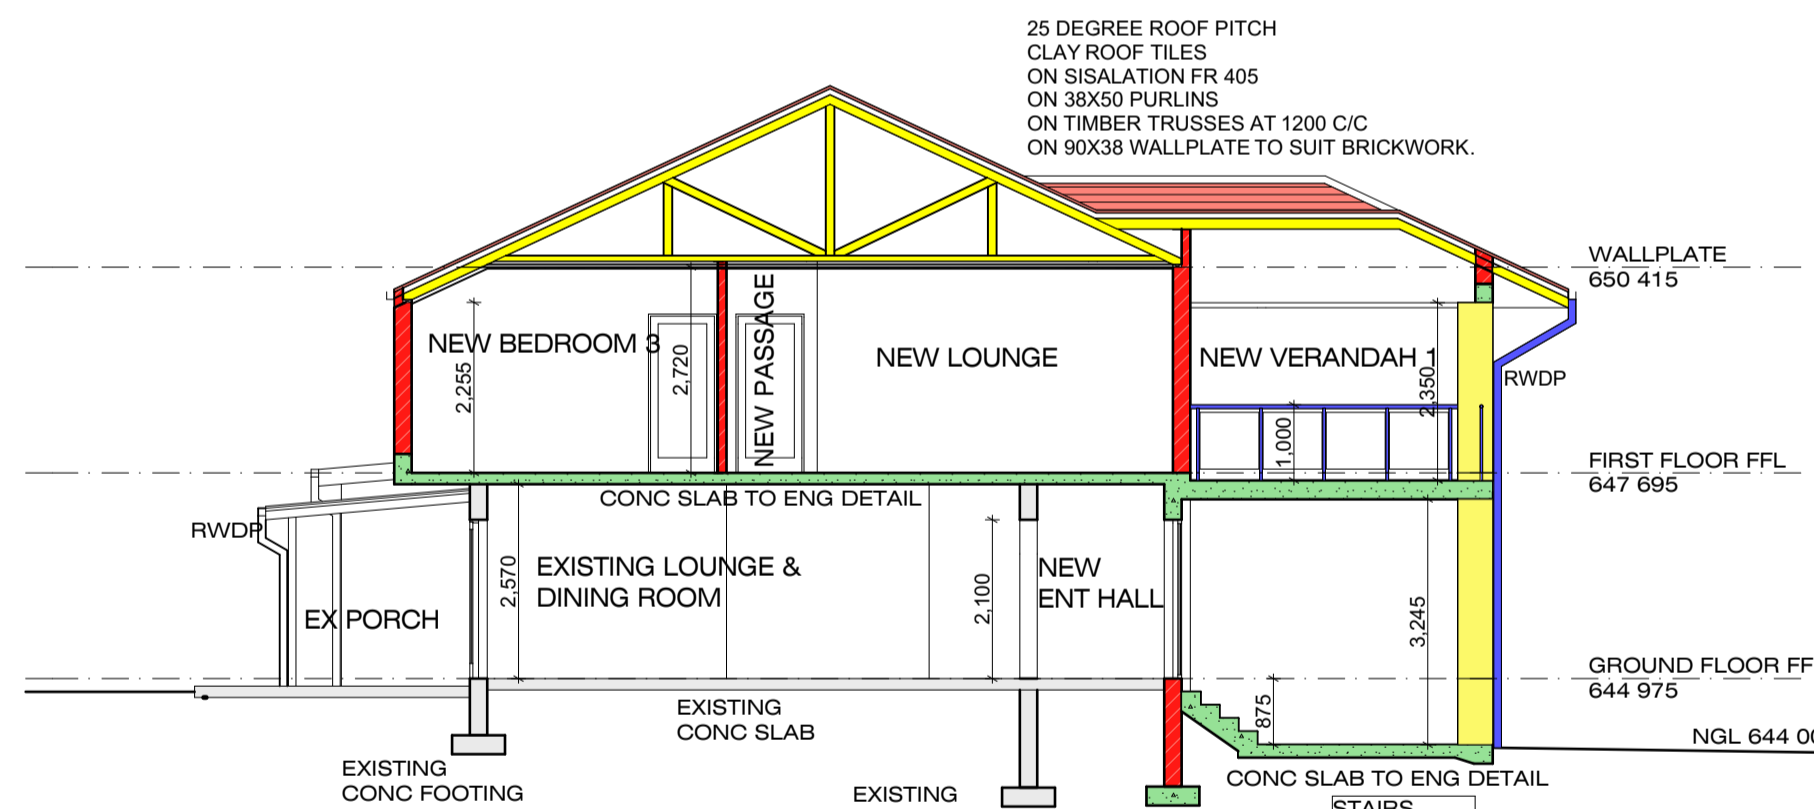 25 DEGREE ROOF PITCH
CLAY ROOF TILES
ON SISALATION FR 405
ON 38X50 PURLINS
ON TIMBER TRUSSES AT 1200 C/C
ON 90X38 WALLPLATE TO SUIT BRICKWORK.
WALLPLATE
650 415
NEW BEDROOM 3
2,255
2,720
NEW PASSAGE
NEW LOUNGE
NEW VERANDAH 1
2,350
1,000
RWDP
FIRST FLOOR FFL
647 695
CONC SLAB TO ENG DETAIL
RWDP
EX PORCH
2,570
EXISTING LOUNGE &
DINING ROOM
2,100
NEW
ENT HALL
3,245
875
GROUND FLOOR FF
644 975
EXISTING
CONC SLAB
NGL 644 00
EXISTING
CONC FOOTING
EXISTING
CONC SLAB TO ENG DETAIL
STAIRS